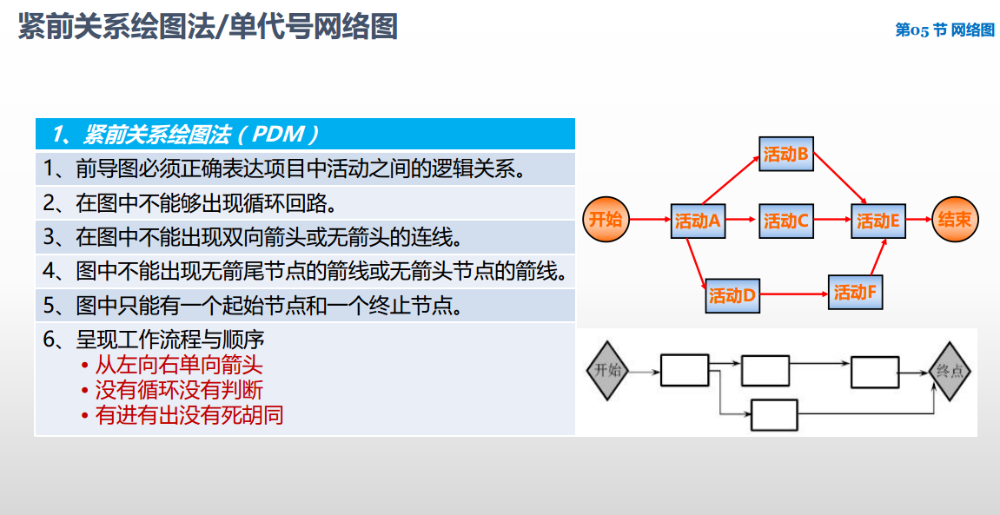 紧前关系绘图法/单代号网络图
第05 节 网络图
1、紧前关系绘图法（PDM）
1、前导图必须正确表达项目中活动之间的逻辑关系。
2、在图中不能够出现循环回路。
3、在图中不能出现双向箭头或无箭头的连线。
4、图中不能出现无箭尾节点的箭线或无箭头节点的箭线。
5、图中只能有一个起始节点和一个终止节点。
6、呈现工作流程与顺序
• 从左向右单向箭头
• 没有循环没有判断
• 有进有出没有死胡同
活动B
开始
活动A
活动C
活动E
结束
活动D
活动F
开始
终点